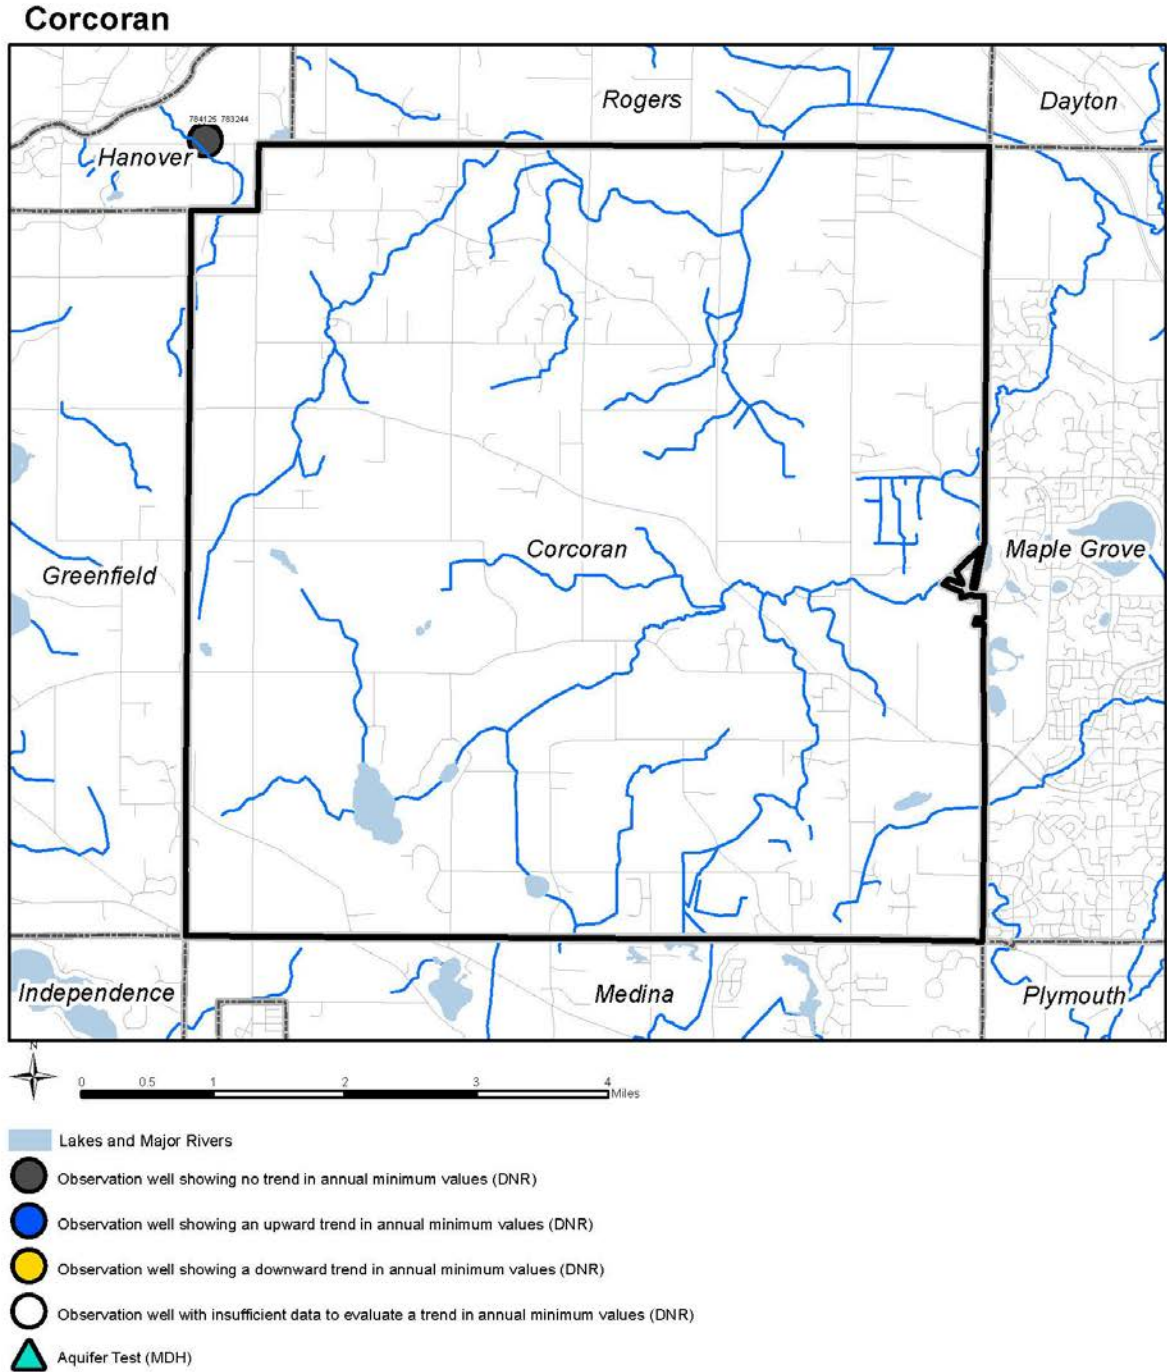 Corcoran
Rogers
Dayton
784125 783244
Hanover
Corcoran
Maple Grove
Greenfield
Independence
Medina
Plymouth
N
0 0.5 1 2 3 4
Miles
Lakes and Major Rivers
Observation well showing no trend in annual minimum values (DNR)
Observation well showing an upward trend in annual minimum values (DNR)
Observation well showing a downward trend in annual minimum values (DNR)
Observation well with insufficient data to evaluate a trend in annual minimum values (DNR)
Aquifer Test (MDH)